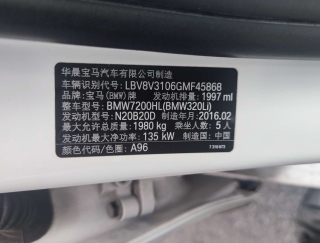 华晨宝马汽车有限公司制造
车辆识别代号: LBV8V3106GMF45868
品牌: 宝马(BMW)牌 发动机排量: 1997 ml
整车型号: BMW7200HL(BMW320Li)
发动机型号: N20B20D 制造年月: 2016.02
最大允许总质量: 1980 kg 乘坐人数: 5 人
发动机最大净功率: 135 kW 制造国: 中国
颜色代码/色圈: A96